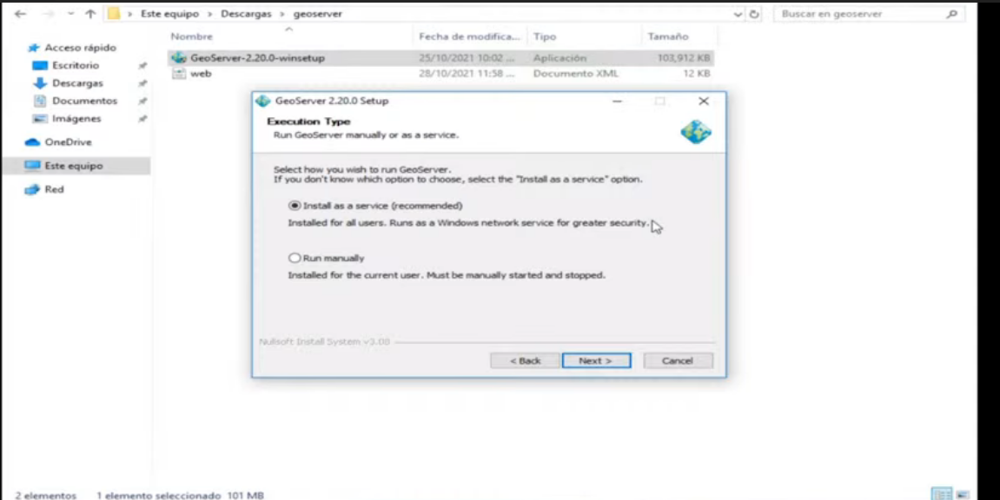 Este equipo > Descargas > geoserver
Buscar en geoserver
Nombre Fecha de modifica... Tipo Tamaño
Acceso rápido
Escritorio
Descargas
Documentos
Imágenes
OneDrive
Este equipo
Red
GeoServer-2.20.0-winsetup 25/10/2021 10:02 ... Aplicación 103,912 KB
web 28/10/2021 11:58 ... Documento XML 12 KB
GeoServer 2.20.0 Setup
Execution Type
Run GeoServer manually or as a service.
Select how you wish to run GeoServer.
If you don't know which option to choose, select the "Install as a service" option.
Install as a service (recommended)
Installed for all users. Runs as a Windows network service for greater security.
Run manually
Installed for the current user. Must be manually started and stopped.
Nullsoft Install System v3.00
< Back Next > Cancel
2 elementos 1 elemento seleccionado 101 MB